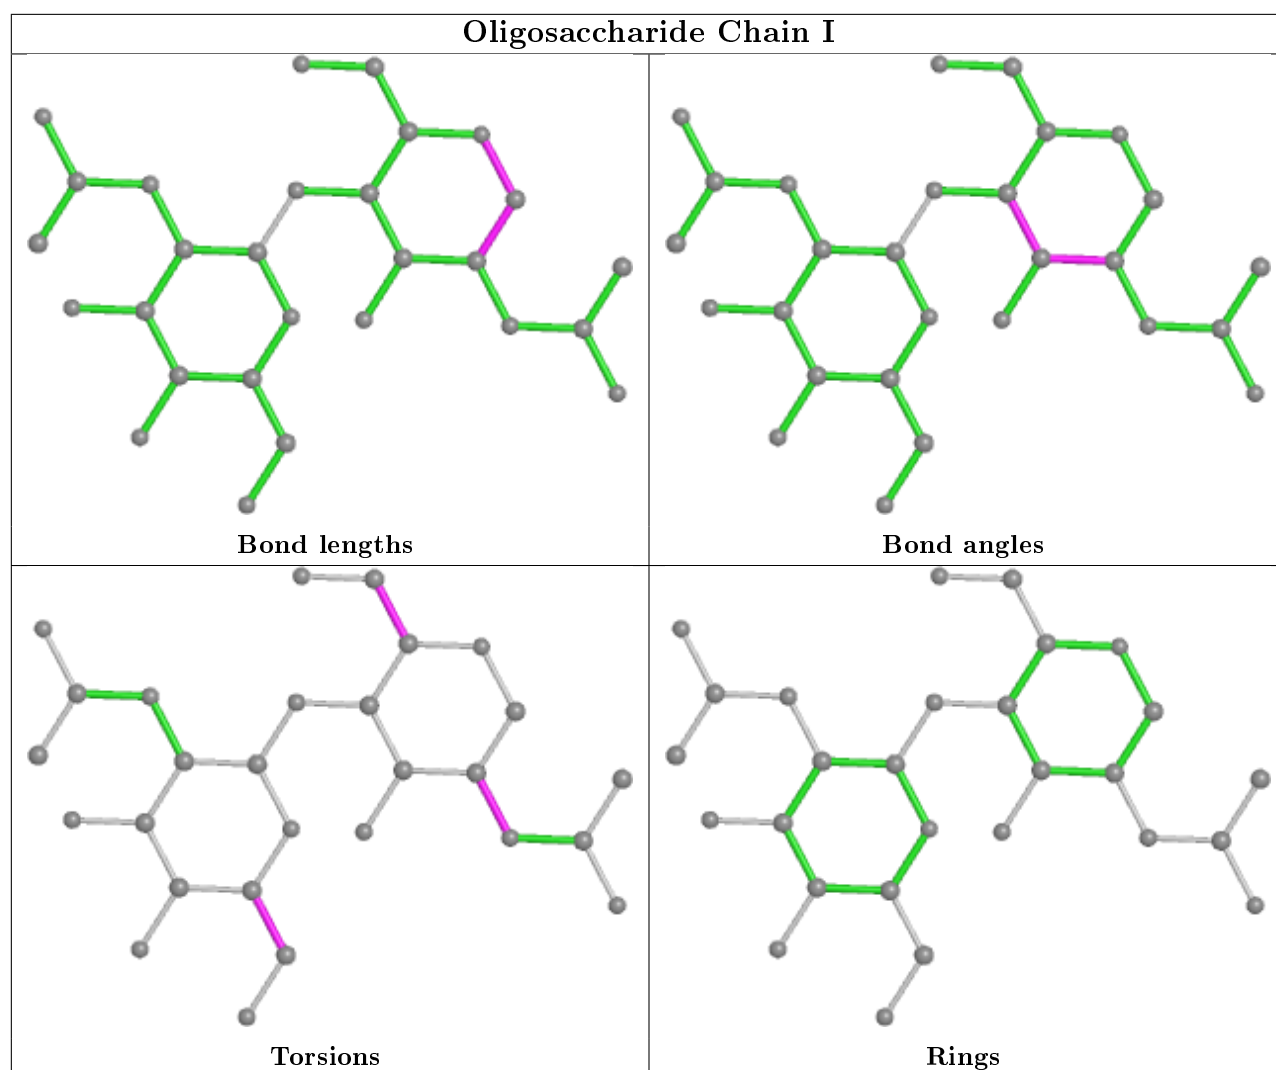 Oligosaccharide Chain I
Bond lengths
Bond angles
Torsions
Rings